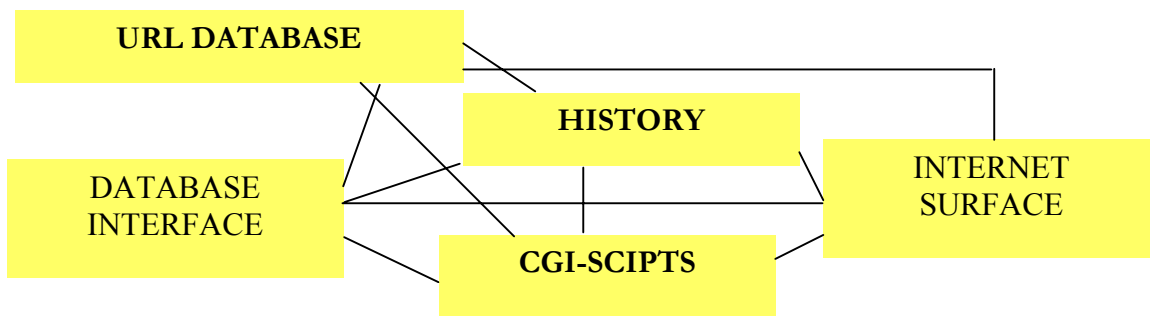 URL DATABASE
HISTORY
DATABASE
INTERFACE
INTERNET
SURFACE
CGI-SCIPTS